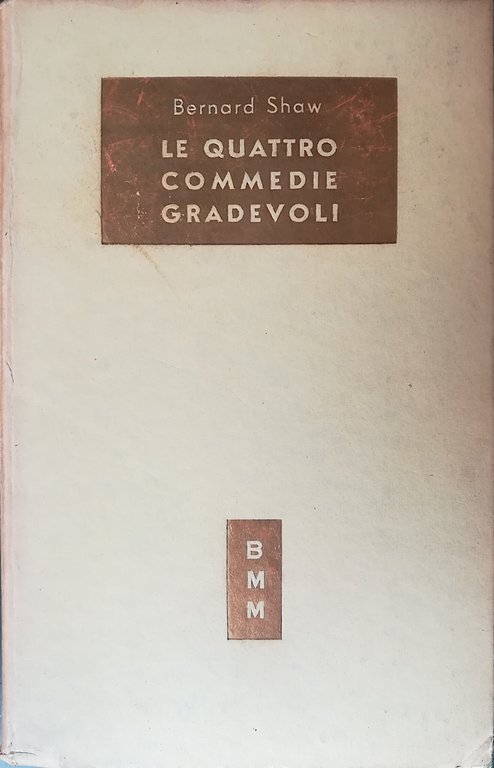 Bernard Shaw
LE QUATTRO
COMMEDIE
GRADEVOLI
B
M
M